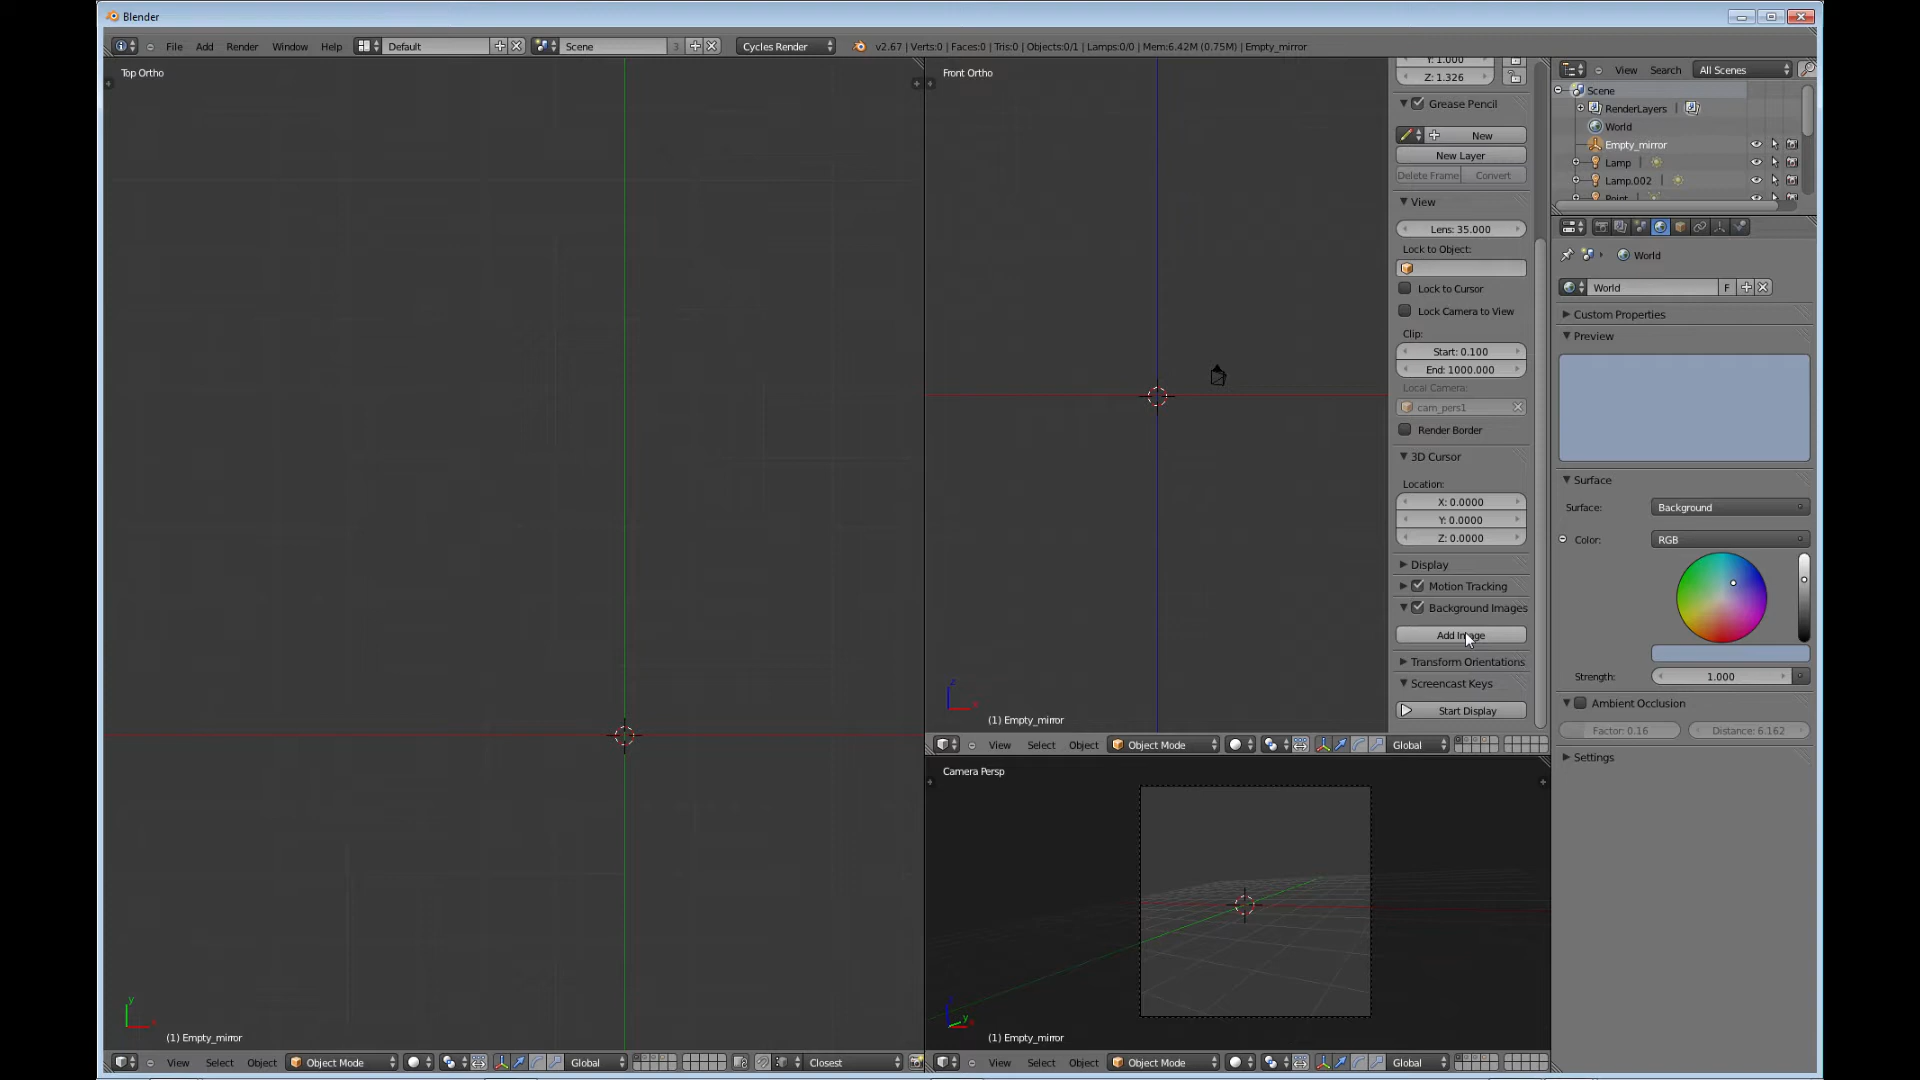 Blender
File Add Render Window Help Default Scene 3 Cycles Render v2.67 | Verts:0 | Faces:0 | Tris:0 | Objects:0/1 | Lamps:0/0 | Mem:6.42M (0.75M) | Empty_mirror
Top Ortho
Front Ortho
Y: 1.000
Z: 1.326
Grease Pencil
New
New Layer
Delete Frame Convert
View
Lens: 35.000
Lock to Object:
Lock to Cursor
Lock Camera to View
Clip:
Start: 0.100
End: 1000.000
Local Camera:
cam_pers1
Render Border
3D Cursor
Location:
X: 0.0000
Y: 0.0000
Z: 0.0000
Display
Motion Tracking
Background Images
Add Image
Transform Orientations
Screencast Keys
Start Display
View Search All Scenes
Scene
RenderLayers |
World
Empty_mirror
Lamp |
Lamp.002 |
Point
World
World F
Custom Properties
Preview
Surface
Surface: Background
Color: RGB
Strength: 1.000
Ambient Occlusion
Factor: 0.16 Distance: 6.162
Settings
z
x
(1) Empty_mirror
View Select Object Object Mode Global
Camera Persp
y
x
(1) Empty_mirror
z
y
x
(1) Empty_mirror
View Select Object Object Mode Global Closest
View Select Object Object Mode Global